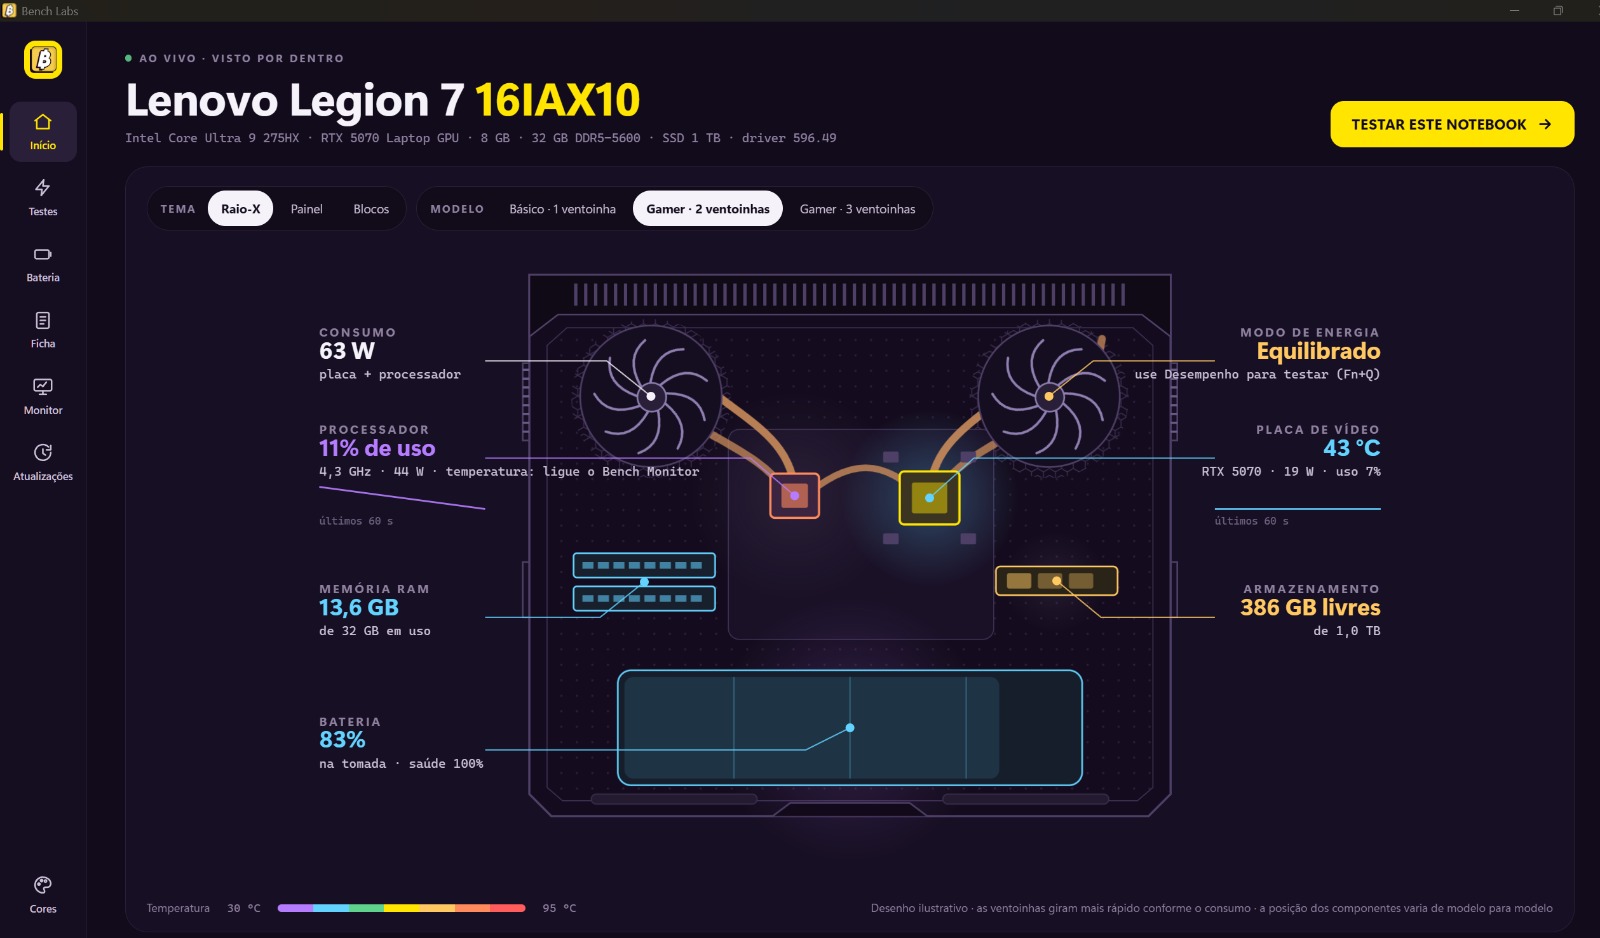 Bench Labs
AO VIVO · VISTO POR DENTRO
Lenovo Legion 7 16IAX10
Intel Core Ultra 9 275HX · RTX 5070 Laptop GPU · 8 GB · 32 GB DDR5-5600 · SSD 1 TB · driver 596.49
TESTAR ESTE NOTEBOOK →
Início
Testes
Bateria
Ficha
Monitor
Atualizações
Cores
TEMA Raio-X Painel Blocos
MODELO Básico · 1 ventoinha Gamer · 2 ventoinhas Gamer · 3 ventoinhas
CONSUMO
63 W
placa + processador
PROCESSADOR
11% de uso
4,3 GHz · 44 W · temperatura: ligue o Bench Monitor
últimos 60 s
MEMÓRIA RAM
13,6 GB
de 32 GB em uso
BATERIA
83%
na tomada · saúde 100%
MODO DE ENERGIA
Equilibrado
use Desempenho para testar (Fn+Q)
PLACA DE VÍDEO
43 °C
RTX 5070 · 19 W · uso 7%
últimos 60 s
ARMAZENAMENTO
386 GB livres
de 1,0 TB
Temperatura 30 °C 95 °C
Desenho ilustrativo · as ventoinhas giram mais rápido conforme o consumo · a posição dos componentes varia de modelo para modelo